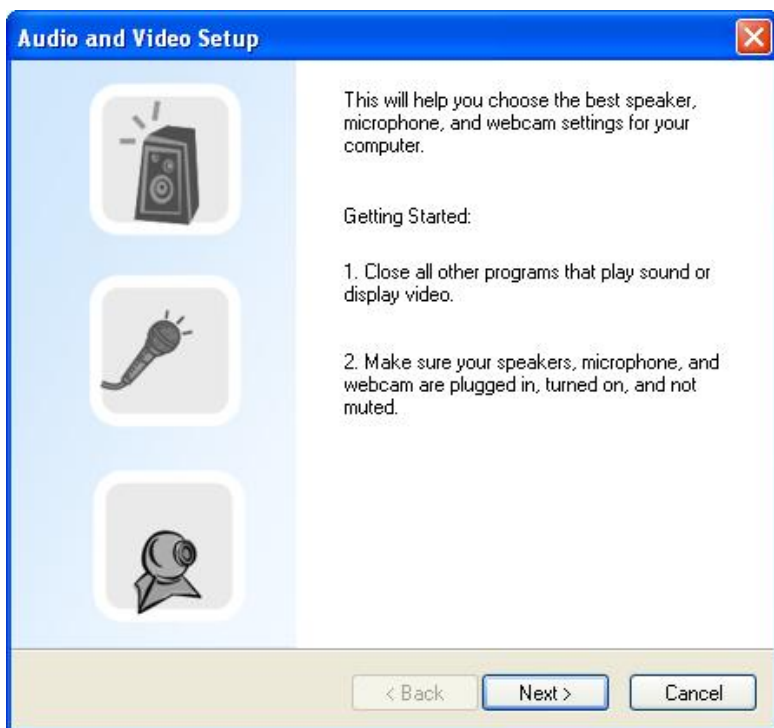 Audio and Video Setup
This will help you choose the best speaker,
microphone, and webcam settings for your
computer.
Getting Started:
1. Close all other programs that play sound or
display video.
2. Make sure your speakers, microphone, and
webcam are plugged in, turned on, and not
muted.
< Back
Next >
Cancel